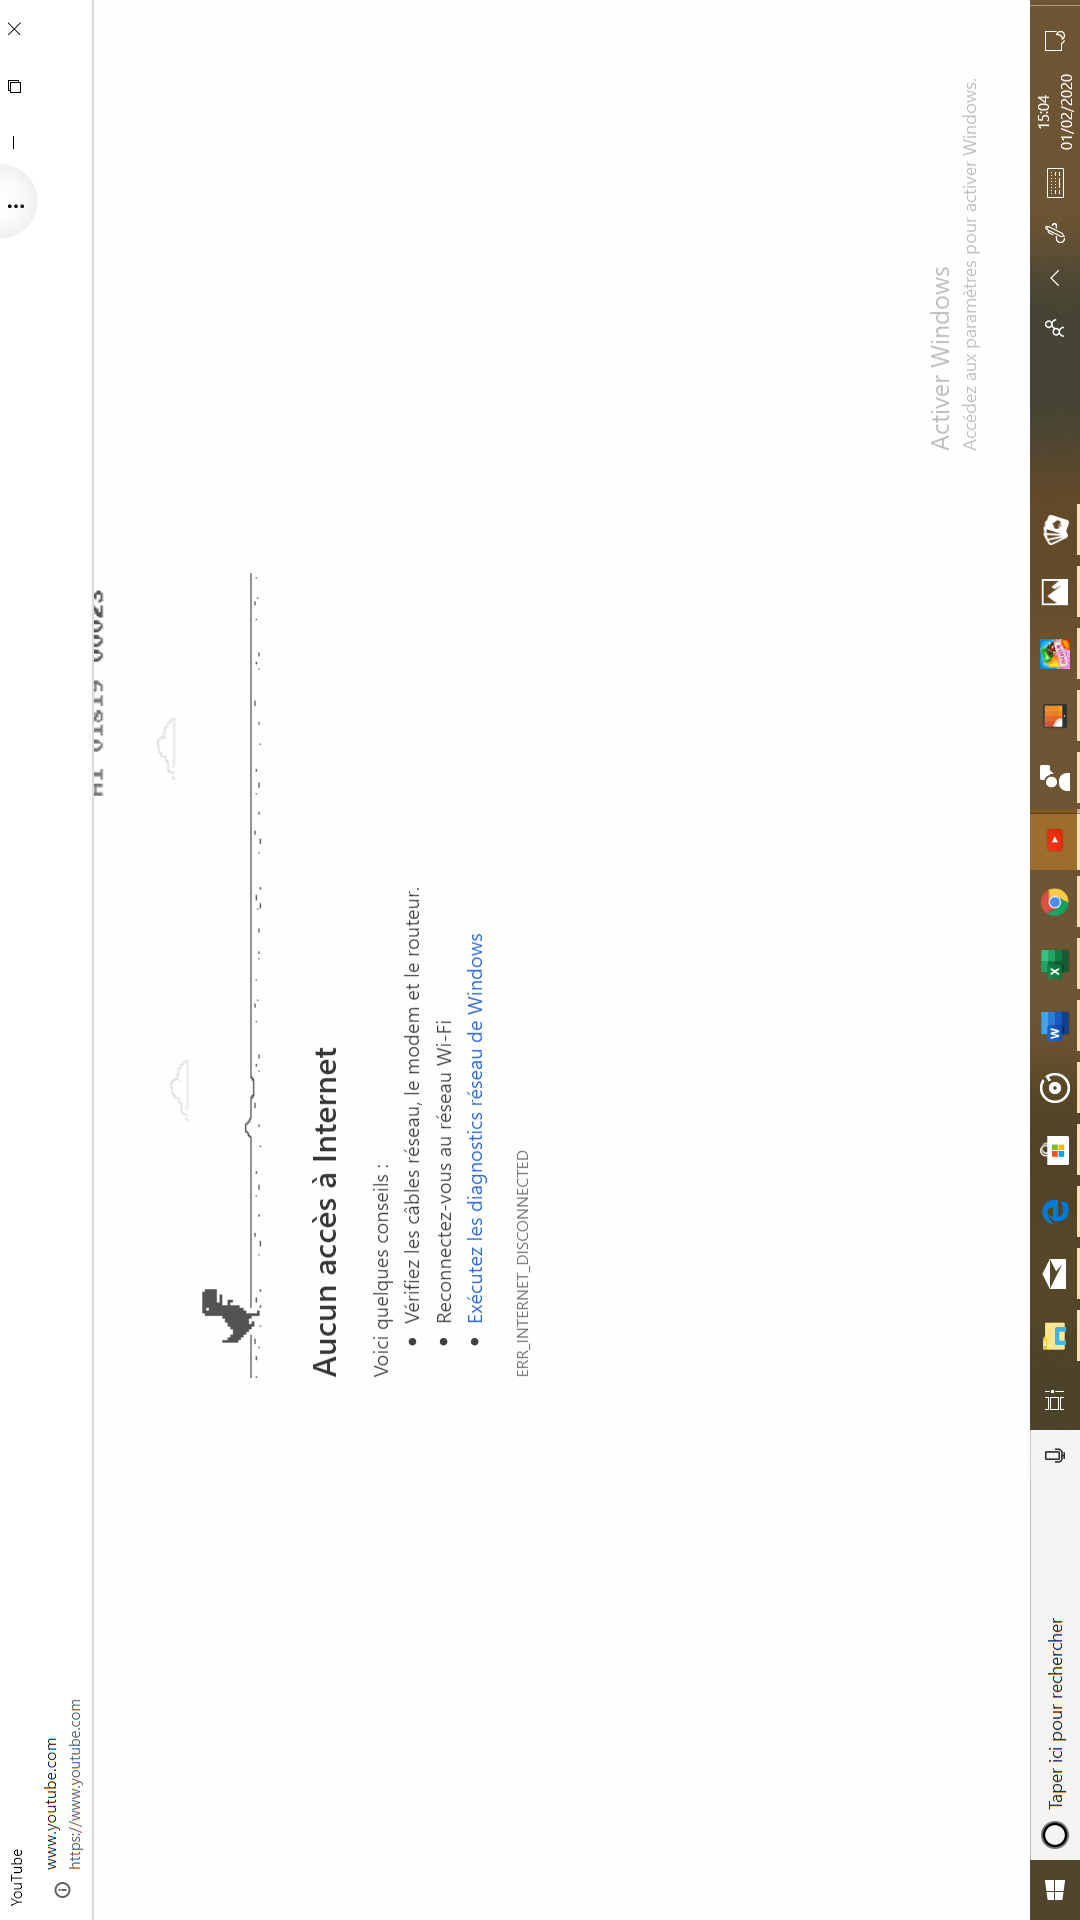 YouTube
www.youtube.com
https://www.youtube.com
HI 01819 00023
Aucun accès à Internet
Voici quelques conseils :
• Vérifiez les câbles réseau, le modem et le routeur.
• Reconnectez-vous au réseau Wi-Fi
• Exécutez les diagnostics réseau de Windows
ERR_INTERNET_DISCONNECTED
Activer Windows
Accédez aux paramètres pour activer Windows.
Taper ici pour rechercher
15:04
01/02/2020